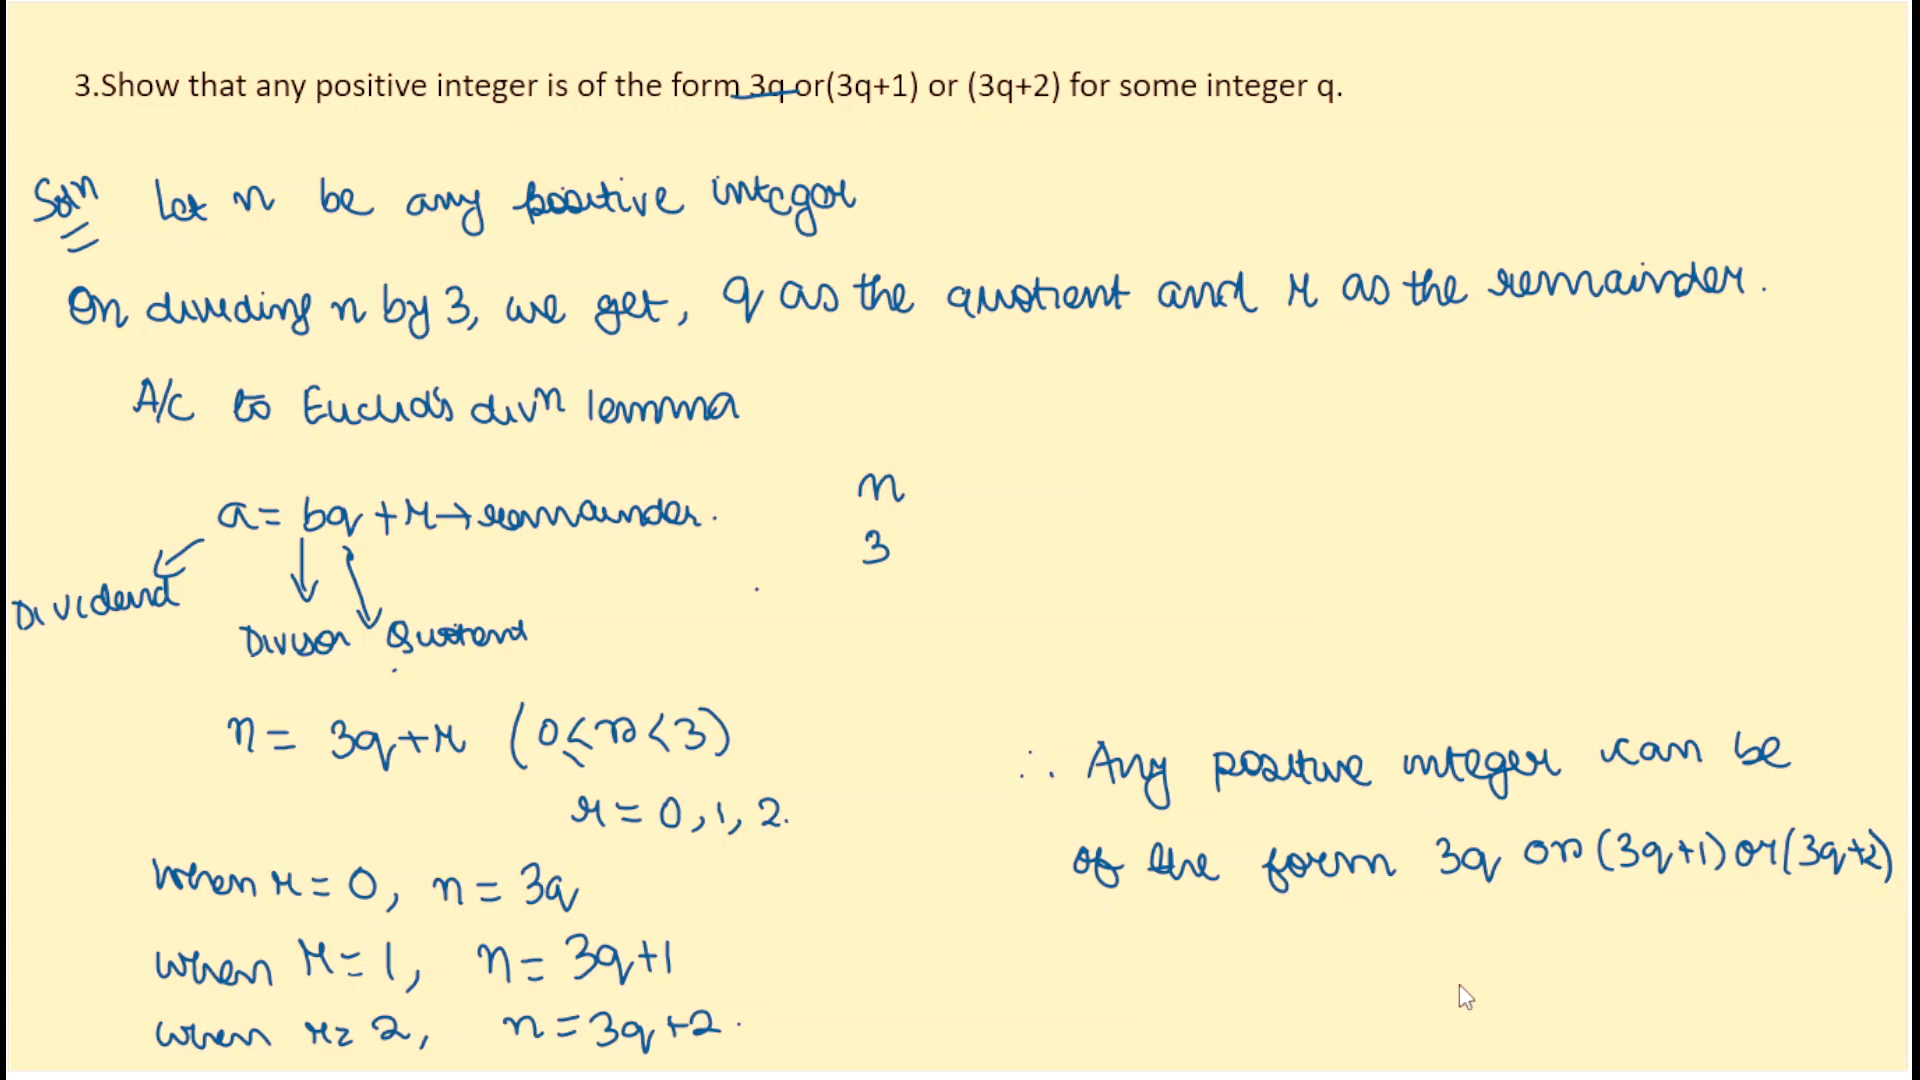 3.Show that any positive integer is of the form 3q or(3q+1) or (3q+2) for some integer q.
Solⁿ Let n be any positive integer
On dividing n by 3, we get, q as the quotient and r as the remainder.
A/c to Euclid's divⁿ lemma
a = bq + r → remainder.
n
3
Dividend
Divisor Quotient
n = 3q + r (0 ≤ r < 3)
r = 0, 1, 2.
when r = 0, n = 3q
when r = 1, n = 3q+1
when r = 2, n = 3q+2.
∴ Any positive integer can be
of the form 3q or (3q+1) or (3q+2)